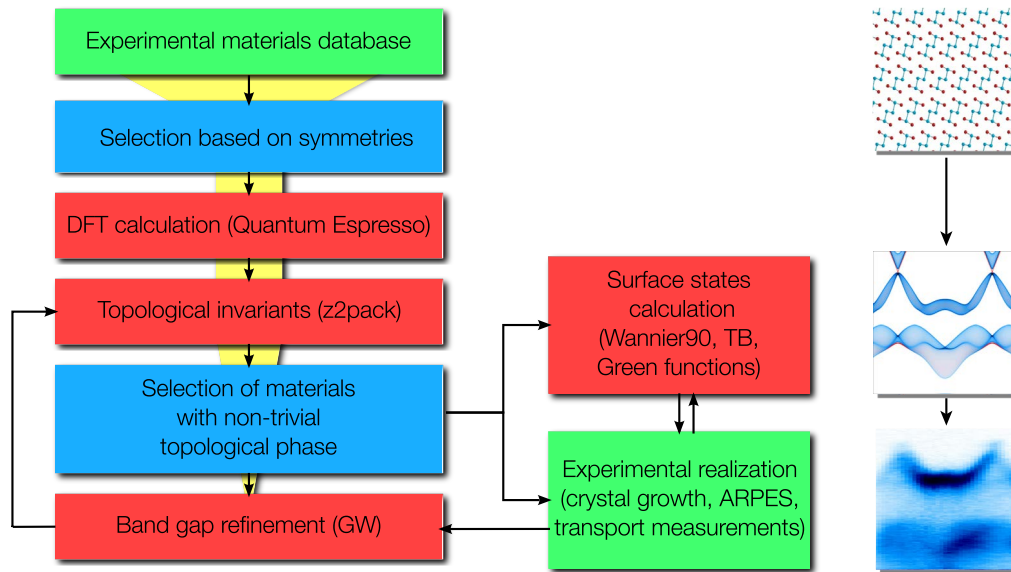 Experimental materials database
Selection based on symmetries
DFT calculation (Quantum Espresso)
Topological invariants (z2pack)
Selection of materials
with non-trivial
topological phase
Band gap refinement (GW)
Surface states
calculation
(Wannier90, TB,
Green functions)
Experimental realization
(crystal growth, ARPES,
transport measurements)